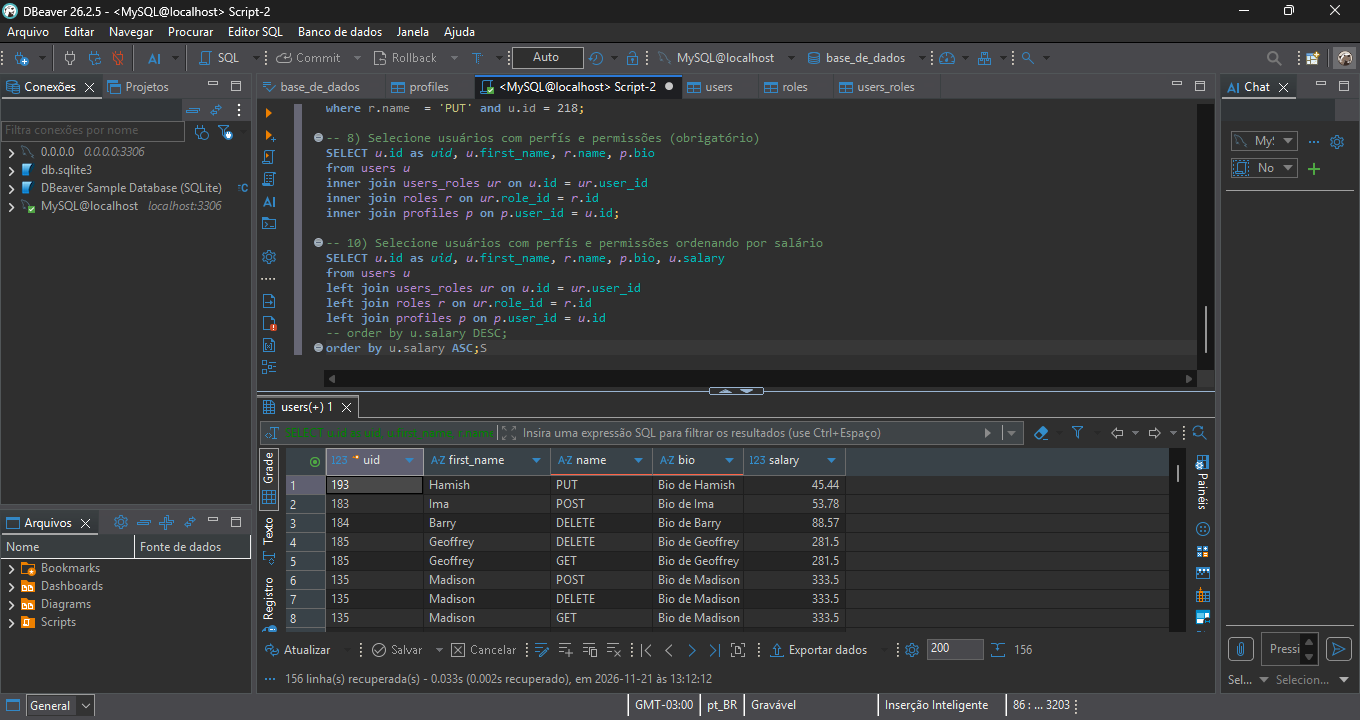 DBeaver 26.2.5 - <MySQL@localhost> Script-2
Arquivo Editar Navegar Procurar Editor SQL Banco de dados Janela Ajuda
AI SQL Commit Rollback T Auto MySQL@localhost base_de_dados
Conexões Projetos
base_de_dados profiles <MySQL@localhost> Script-2 users roles users_roles
AI Chat
Filtra conexões por nome
0.0.0.0 0.0.0.0:3306
db.sqlite3
DBeaver Sample Database (SQLite)
MySQL@localhost localhost:3306
where r.name = 'PUT' and u.id = 218;
-- 8) Selecione usuários com perfís e permissões (obrigatório)
SELECT u.id as uid, u.first_name, r.name, p.bio
from users u
inner join users_roles ur on u.id = ur.user_id
inner join roles r on ur.role_id = r.id
inner join profiles p on p.user_id = u.id;
-- 10) Selecione usuários com perfís e permissões ordenando por salário
SELECT u.id as uid, u.first_name, r.name, p.bio, u.salary
from users u
left join users_roles ur on u.id = ur.user_id
left join roles r on ur.role_id = r.id
left join profiles p on p.user_id = u.id
-- order by u.salary DESC;
order by u.salary ASC;S
AI
My:
No
users(+) 1
SELECT u.id as uid, u.first_name, r.name
Insira uma expressão SQL para filtrar os resultados (use Ctrl+Espaço)
Grade
Texto
Registro
Painéis
123 uid A-Z first_name A-Z name A-Z bio 123 salary
1 193 Hamish PUT Bio de Hamish 45.44
2 183 Ima POST Bio de Ima 53.78
3 184 Barry DELETE Bio de Barry 88.57
4 185 Geoffrey DELETE Bio de Geoffrey 281.5
5 185 Geoffrey GET Bio de Geoffrey 281.5
6 135 Madison POST Bio de Madison 333.5
7 135 Madison DELETE Bio de Madison 333.5
8 135 Madison GET Bio de Madison 333.5
Arquivos
Nome Fonte de dados
Bookmarks
Dashboards
Diagrams
Scripts
Atualizar Salvar Cancelar Exportar dados 200 156
156 linha(s) recuperada(s) - 0.033s (0.002s recuperado), em 2026-11-21 às 13:12:12
Pressi
Sel... Selecion...
General
GMT-03:00 pt_BR Gravável Inserção Inteligente 86 : ... 3203